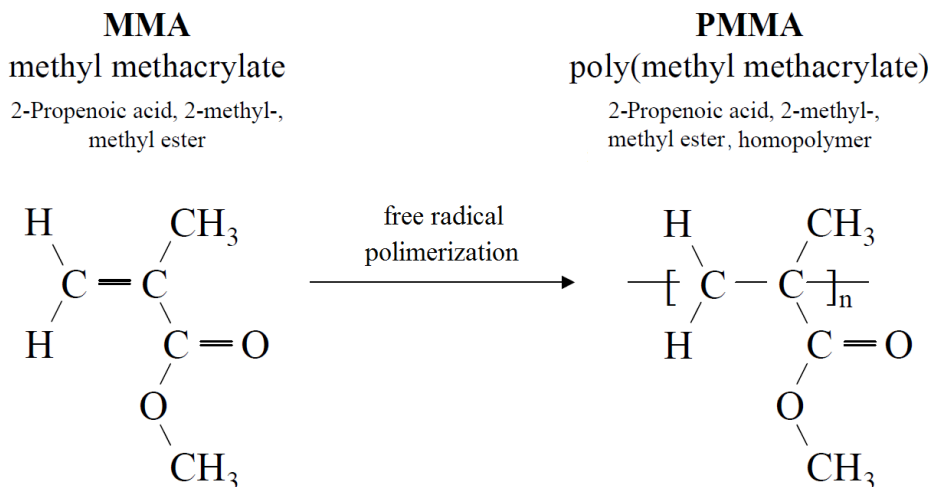 MMA
methyl methacrylate
2-Propenoic acid, 2-methyl-,
methyl ester
H
CH3
C = C
H
C = O
O
CH3
free radical
polimerization
PMMA
poly(methyl methacrylate)
2-Propenoic acid, 2-methyl-,
methyl ester, homopolymer
H
CH3
[ C - C ]n
H
C = O
O
CH3